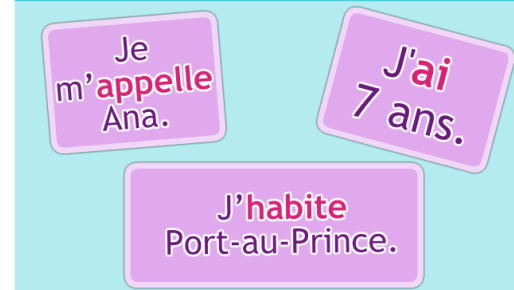 Je
m'appelle
Ana.
J'ai
7 ans.
J'habite
Port-au-Prince.